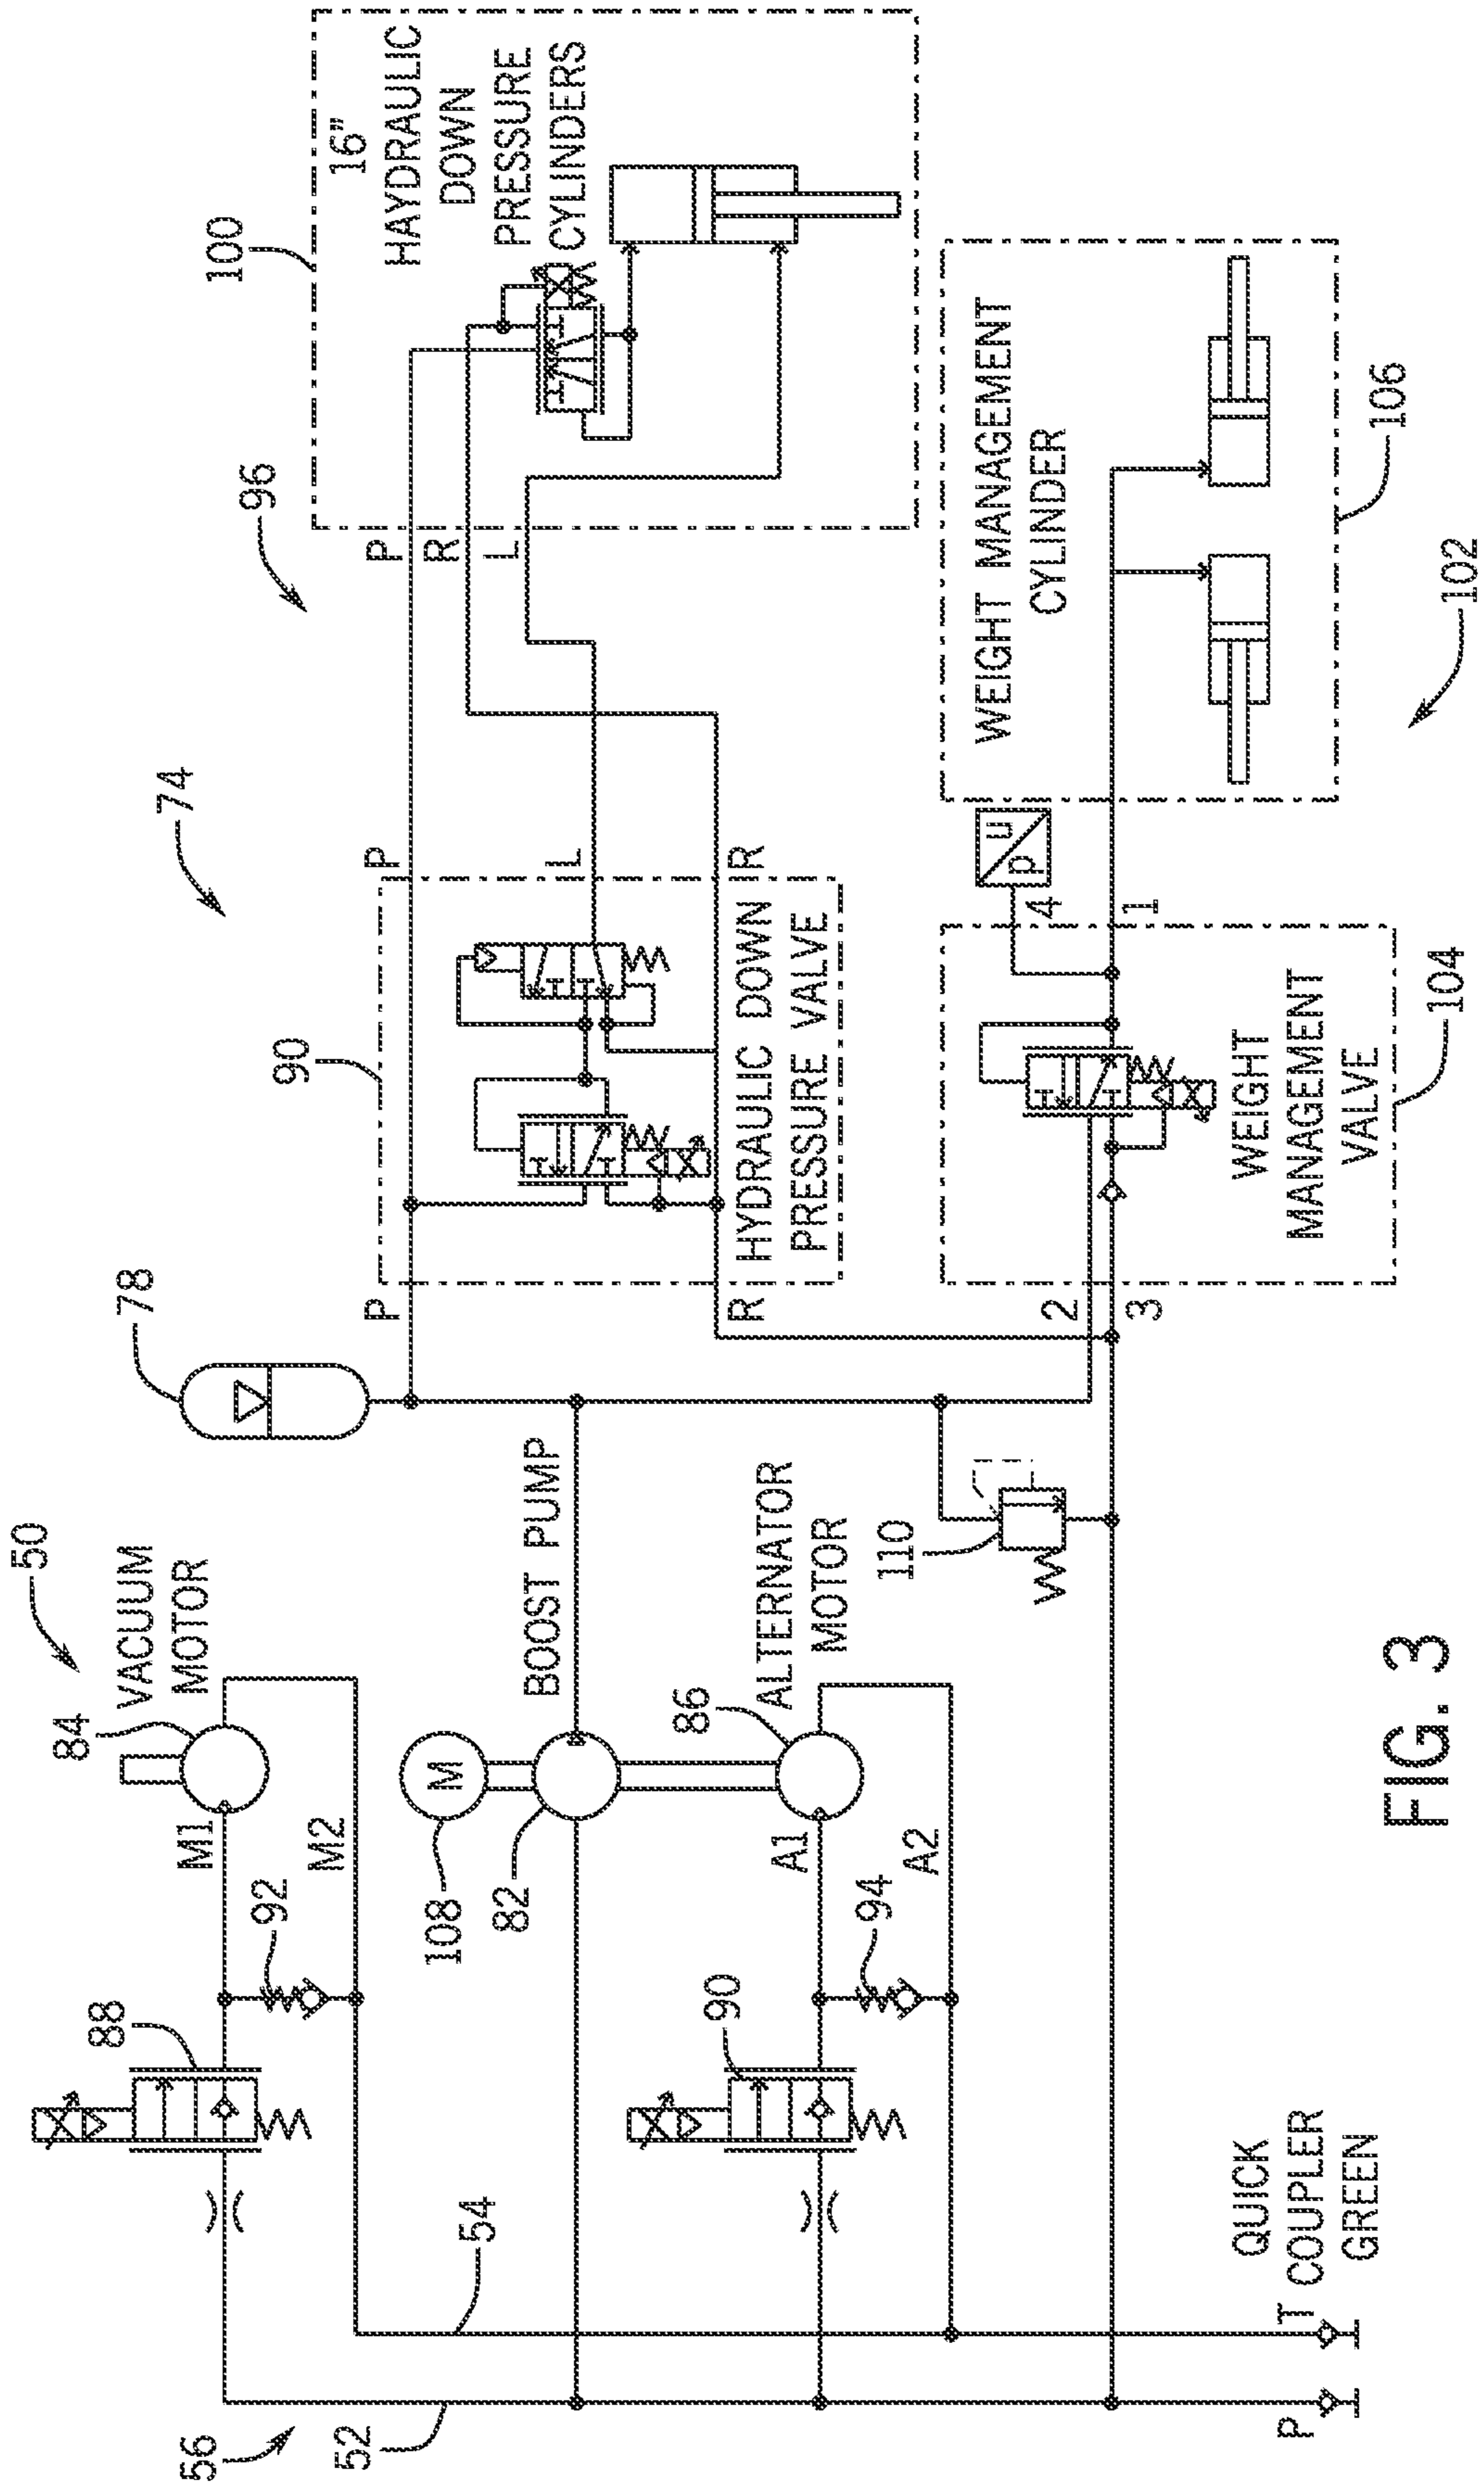 50
VACUUM
MOTOR
84
M1
M2
92
88
56
52
54
78
74
96
100
16”
HAYDRAULIC
DOWN
PRESSURE
CYLINDERS
P
R
L
P
L
R
90
HYDRAULIC DOWN
PRESSURE VALVE
P
R
BOOST PUMP
M
108
82
86
ALTERNATOR
MOTOR
A1
A2
94
90
110
WEIGHT MANAGEMENT
CYLINDER
106
102
u
p
4
1
2
3
WEIGHT
MANAGEMENT
VALVE
104
QUICK
COUPLER
GREEN
T
P
FIG. 3